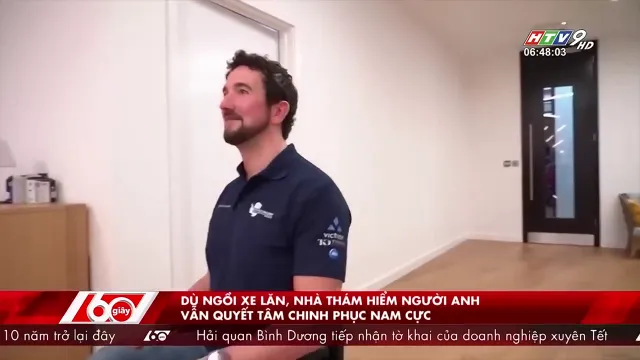 HTV9 HD
06:48:03
VICTOR
60 giây
DÙ NGỒI XE LĂN, NHÀ THÁM HIỂM NGƯỜI ANH
VẪN QUYẾT TÂM CHINH PHỤC NAM CỰC
10 năm trở lại đây
60s
Hải quan Bình Dương tiếp nhận tờ khai của doanh nghiệp xuyên Tết